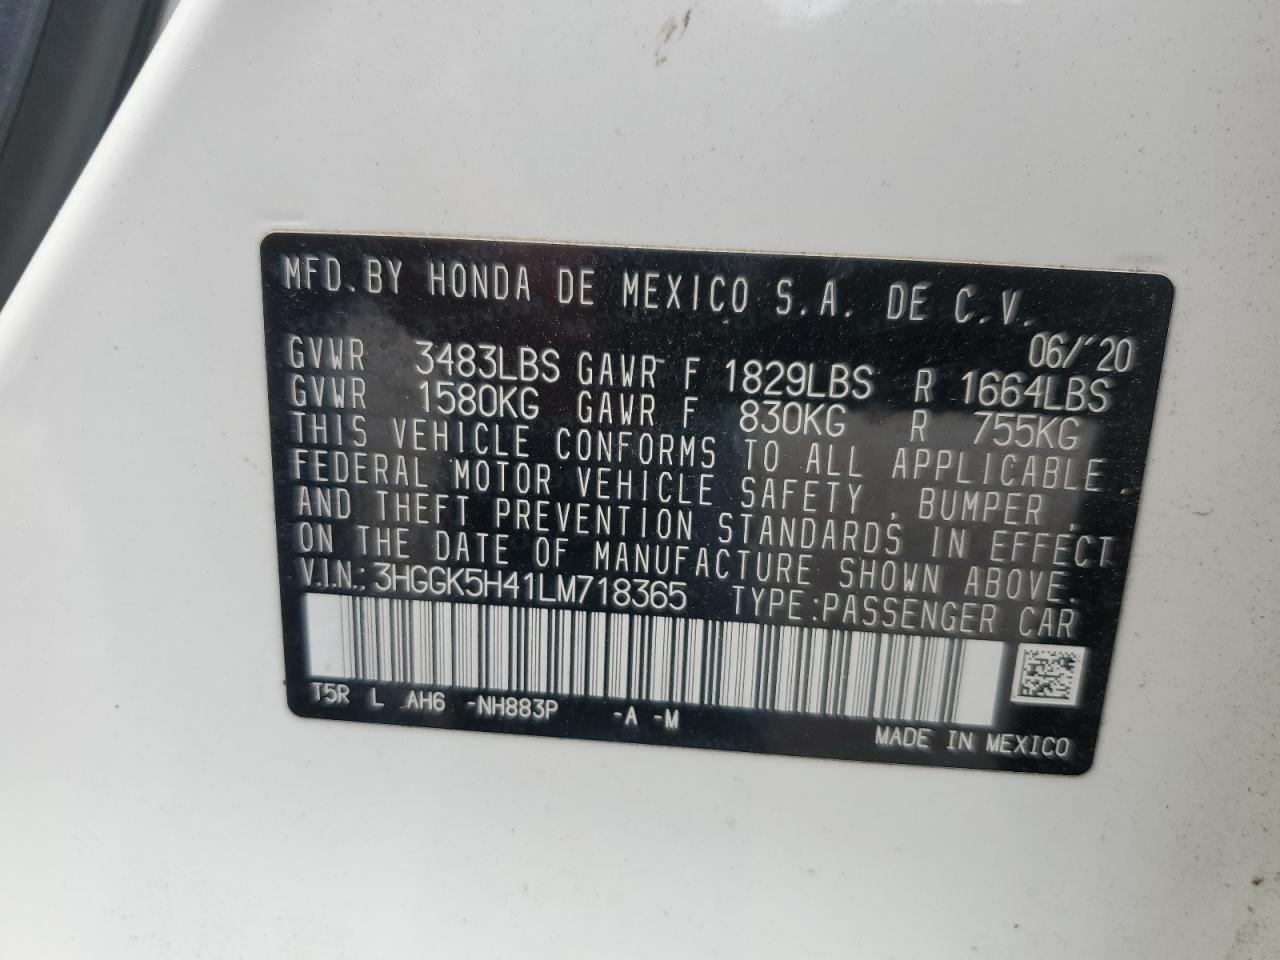 MFD.BY HONDA DE MEXICO S.A. DE C.V.
06/'20
GVWR 3483LBS GAWR F 1829LBS R 1664LBS
GVWR 1580KG GAWR F 830KG R 755KG
THIS VEHICLE CONFORMS TO ALL APPLICABLE
FEDERAL MOTOR VEHICLE SAFETY, BUMPER,
AND THEFT PREVENTION STANDARDS IN EFFECT
ON THE DATE OF MANUFACTURE SHOWN ABOVE.
V.I.N.: 3HGGK5H41LM718365 TYPE:PASSENGER CAR
T5R L AH6 -NH883P -A -M
MADE IN MEXICO